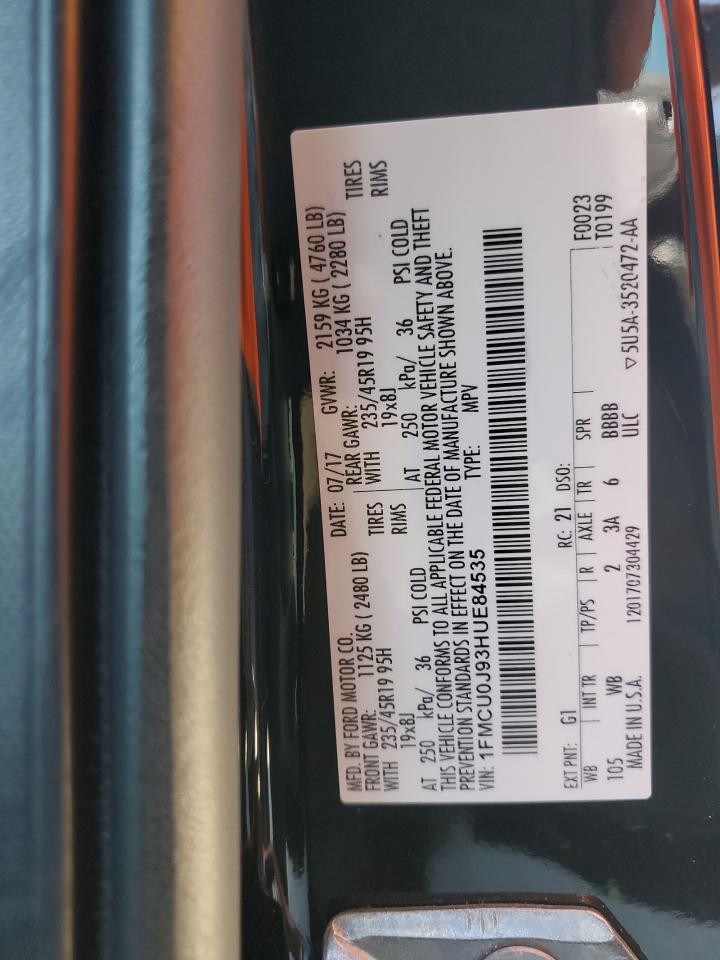 MFD. BY FORD MOTOR CO. DATE: 07/17 GVWR: 2159 KG ( 4760 LB)
FRONT GAWR: 1125 KG ( 2480 LB) REAR GAWR: 1034 KG ( 2280 LB)
WITH 235/45R19 95H TIRES WITH 235/45R19 95H TIRES
19x8J RIMS 19x8J RIMS
AT 250 kPa/ 36 PSI COLD AT 250 kPa/ 36 PSI COLD
THIS VEHICLE CONFORMS TO ALL APPLICABLE FEDERAL MOTOR VEHICLE SAFETY AND THEFT
PREVENTION STANDARDS IN EFFECT ON THE DATE OF MANUFACTURE SHOWN ABOVE.
VIN: 1FMCU0J93HUE84535 TYPE: MPV
EXT PNT: G1 RC: 21 DSO: F0023
WB INT TR TP/PS R AXLE TR SPR T0199
105 WB 2 3A 6 BBBB
MADE IN U.S.A. 1201707304429 ULC ▽5U5A-3520472-AA